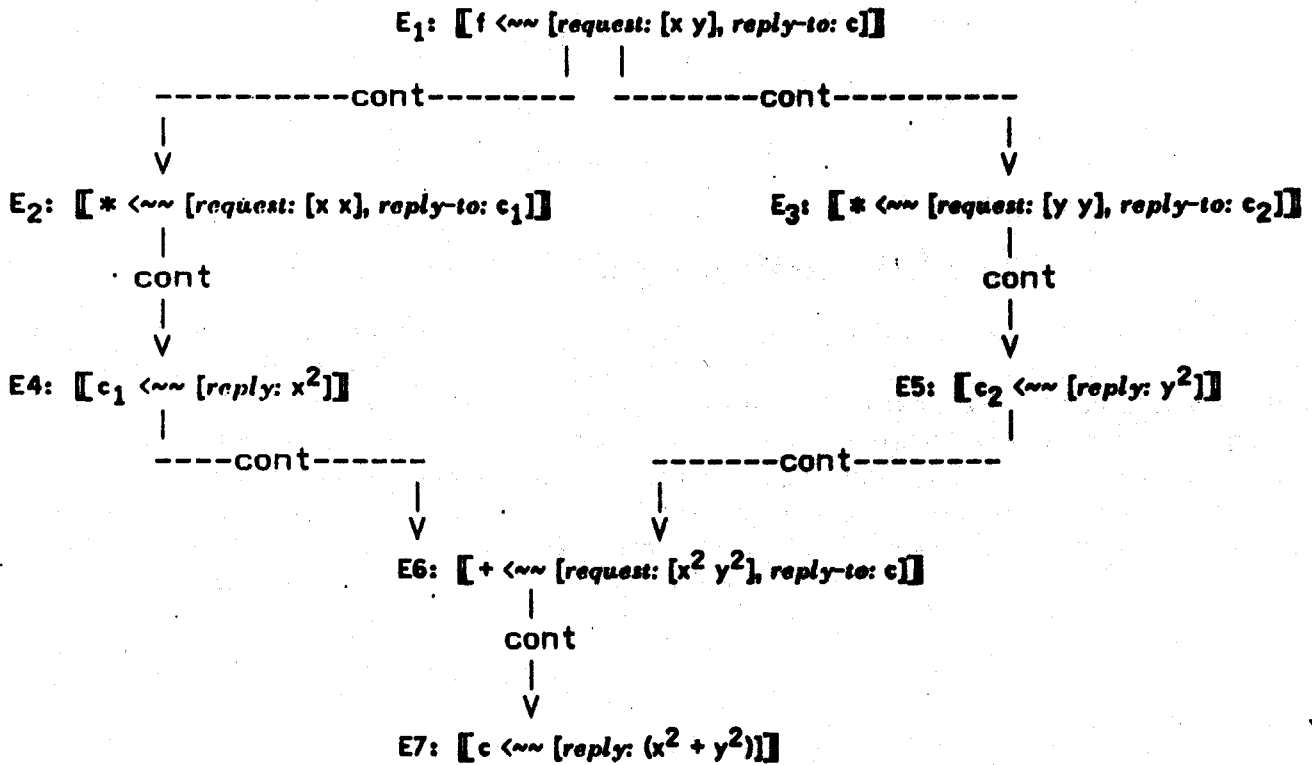 E₁: ⟦f <~~ [request: [x y], reply-to: c]⟧
cont cont
E₂: ⟦* <~~ [request: [x x], reply-to: c₁]⟧ E₃: ⟦* <~~ [request: [y y], reply-to: c₂]⟧
cont cont
E4: ⟦c₁ <~~ [reply: x²]⟧ E5: ⟦c₂ <~~ [reply: y²]⟧
cont cont
E6: ⟦+ <~~ [request: [x² y²], reply-to: c]⟧
cont
E7: ⟦c <~~ [reply: (x² + y²)]⟧